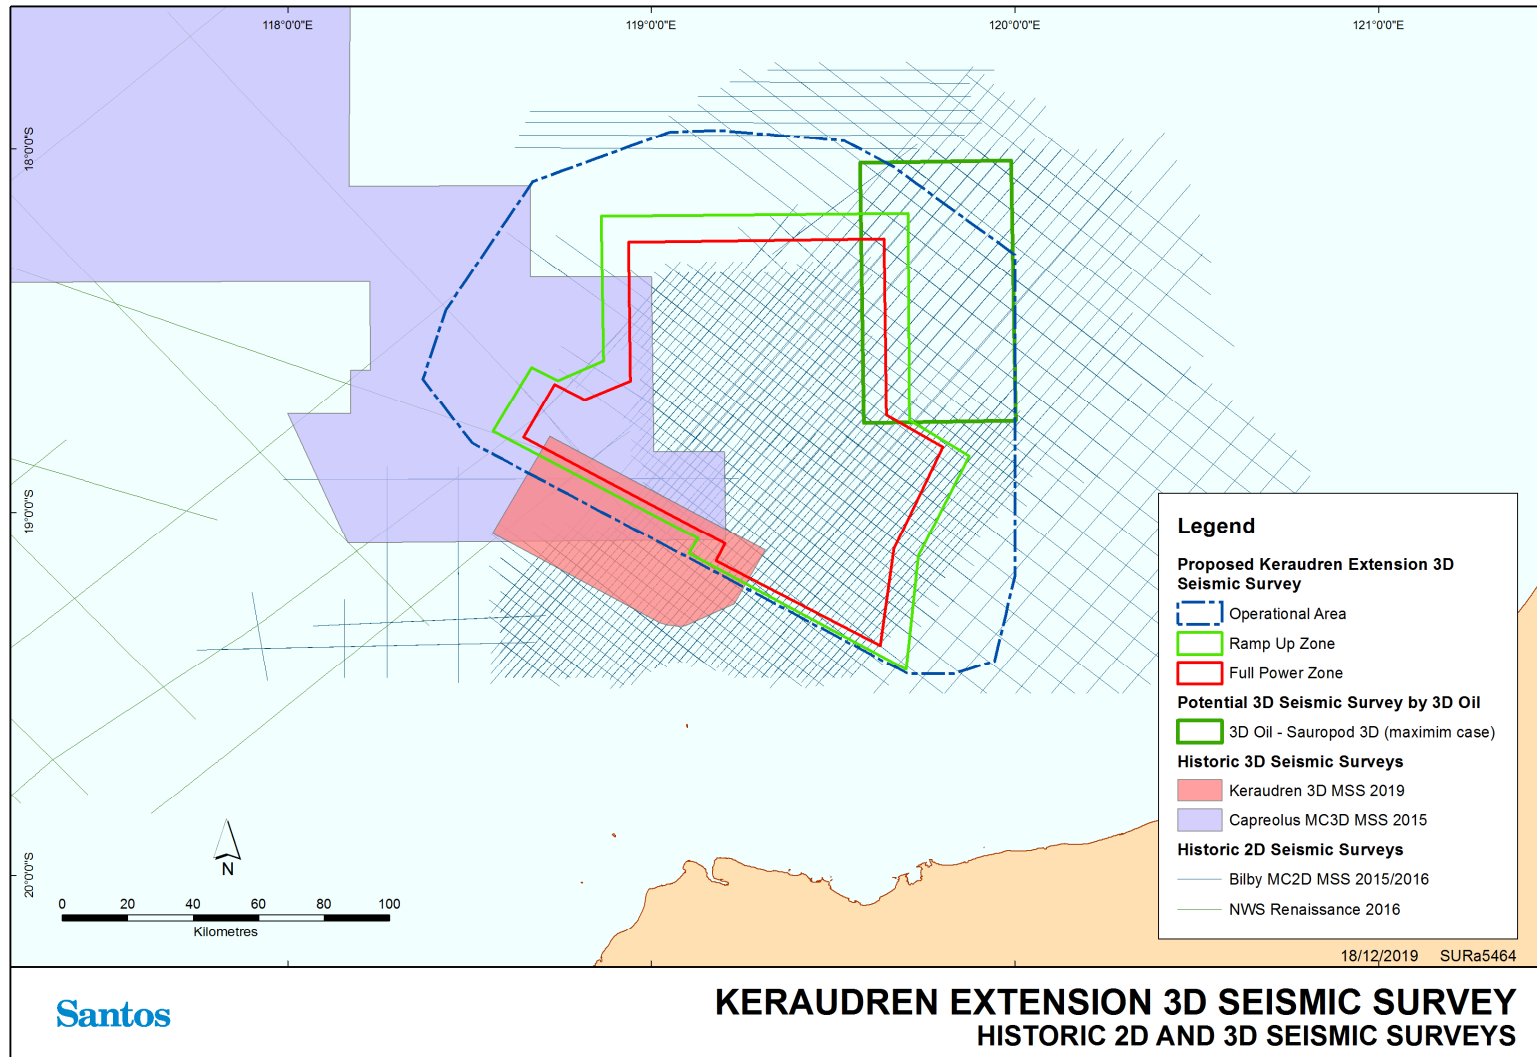 118°0'0"E
119°0'0"E
120°0'0"E
121°0'0"E
18°0'0"S
19°0'0"S
20°0'0"S
Legend
Proposed Keraudren Extension 3D
Seismic Survey
Operational Area
Ramp Up Zone
Full Power Zone
Potential 3D Seismic Survey by 3D Oil
3D Oil - Sauropod 3D (maximim case)
Historic 3D Seismic Surveys
Keraudren 3D MSS 2019
Capreolus MC3D MSS 2015
Historic 2D Seismic Surveys
Bilby MC2D MSS 2015/2016
NWS Renaissance 2016
N
0 20 40 60 80 100
Kilometres
18/12/2019 SURa5464
Santos
KERAUDREN EXTENSION 3D SEISMIC SURVEY
HISTORIC 2D AND 3D SEISMIC SURVEYS